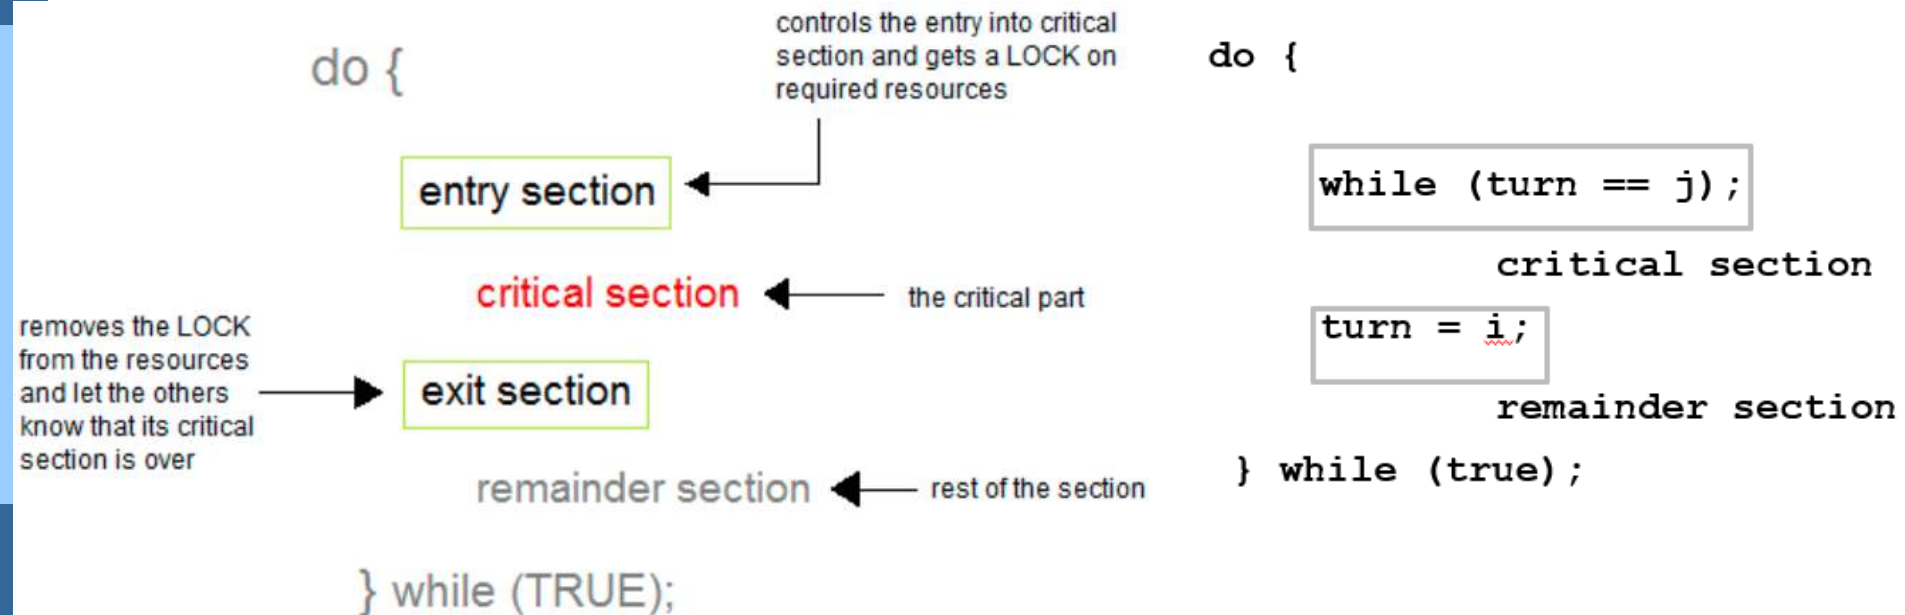 do {
controls the entry into critical
section and gets a LOCK on
required resources
entry section
critical section
the critical part
removes the LOCK
from the resources
and let the others
know that its critical
section is over
exit section
remainder section
rest of the section
} while (TRUE);
do {
while (turn == j);
critical section
turn = i;
remainder section
} while (true);